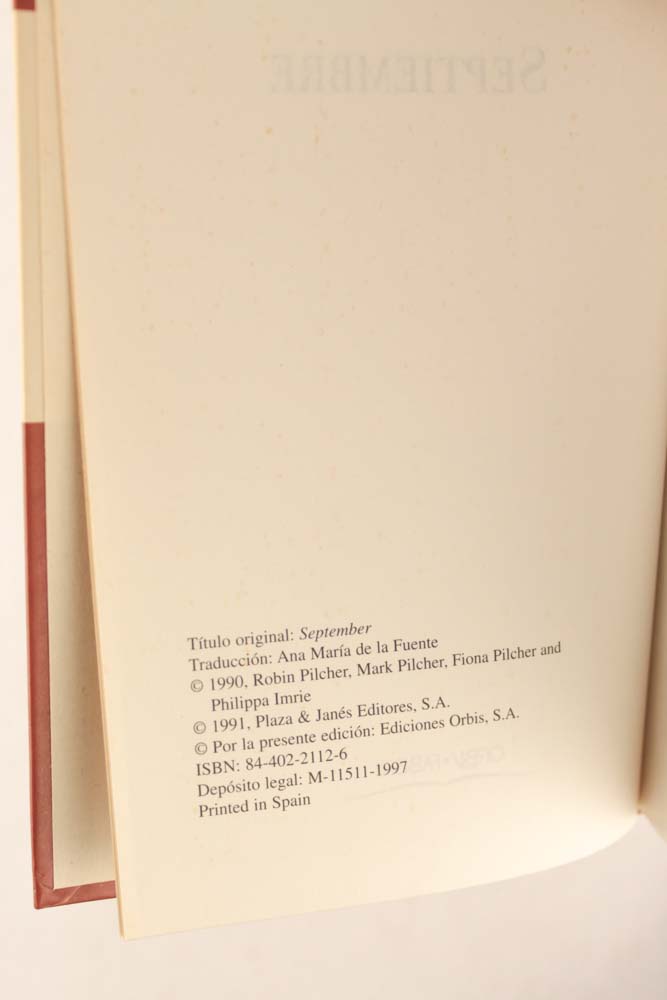 SEPTIEMBRE
Título original: September
Traducción: Ana María de la Fuente
© 1990, Robin Pilcher, Mark Pilcher, Fiona Pilcher and
Philippa Imrie
© 1991, Plaza & Janés Editores, S.A.
© Por la presente edición: Ediciones Orbis, S.A.
ISBN: 84-402-2112-6
Depósito legal: M-11511-1997
Printed in Spain